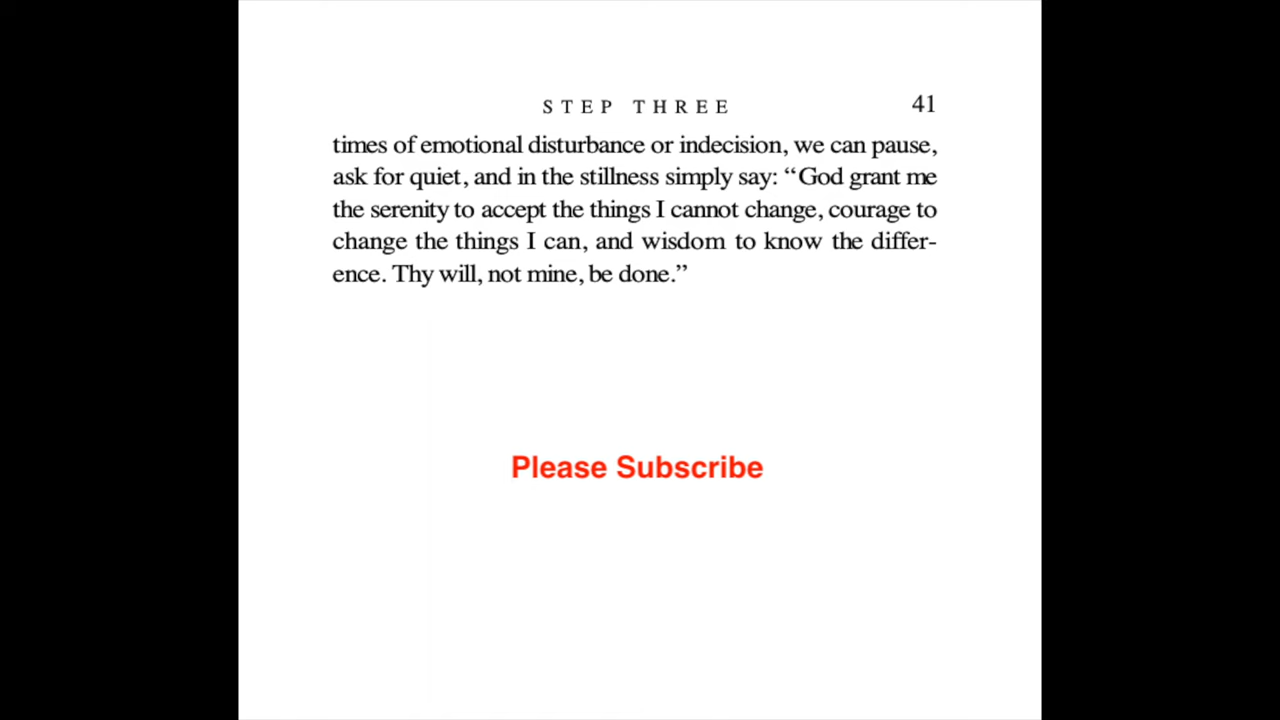 STEP THREE 41
times of emotional disturbance or indecision, we can pause,
ask for quiet, and in the stillness simply say: “God grant me
the serenity to accept the things I cannot change, courage to
change the things I can, and wisdom to know the differ-
ence. Thy will, not mine, be done.”
Please Subscribe